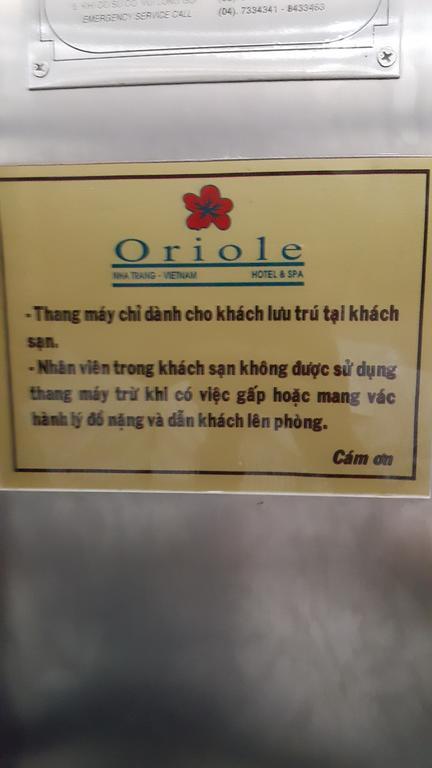 EMERGENCY SERVICE CALL
(04). 7334341 - 8433463
Oriole
NHA TRANG - VIETNAM HOTEL & SPA
- Thang máy chỉ dành cho khách lưu trú tại khách
sạn.
- Nhân viên trong khách sạn không được sử dụng
thang máy trừ khi có việc gấp hoặc mang vác
hành lý đồ nặng và dẫn khách lên phòng.
Cám ơn